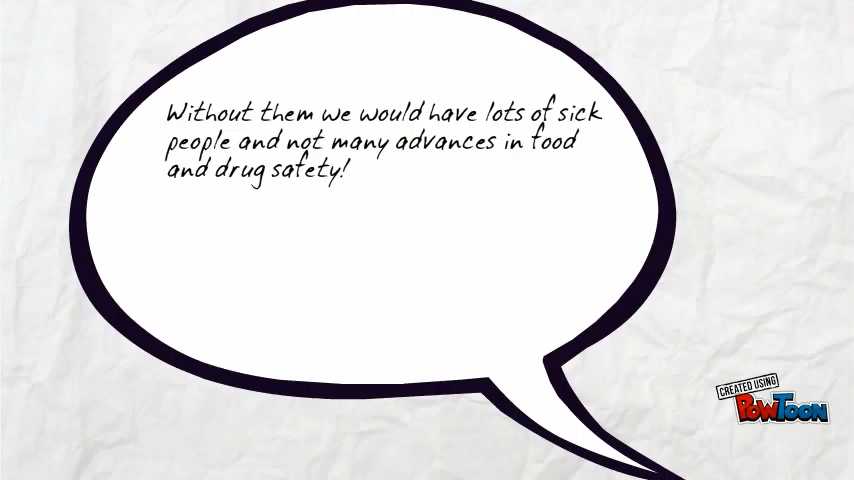 Without them we would have lots of sick
people and not many advances in food
and drug safety!
CREATED USING
POWTOON